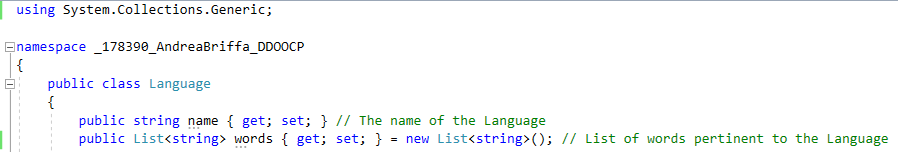 using System.Collections.Generic;
namespace _178390_AndreaBriffa_DDOOCP
{
public class Language
{
public string name { get; set; } // The name of the Language
public List<string> words { get; set; } = new List<string>(); // List of words pertinent to the Language